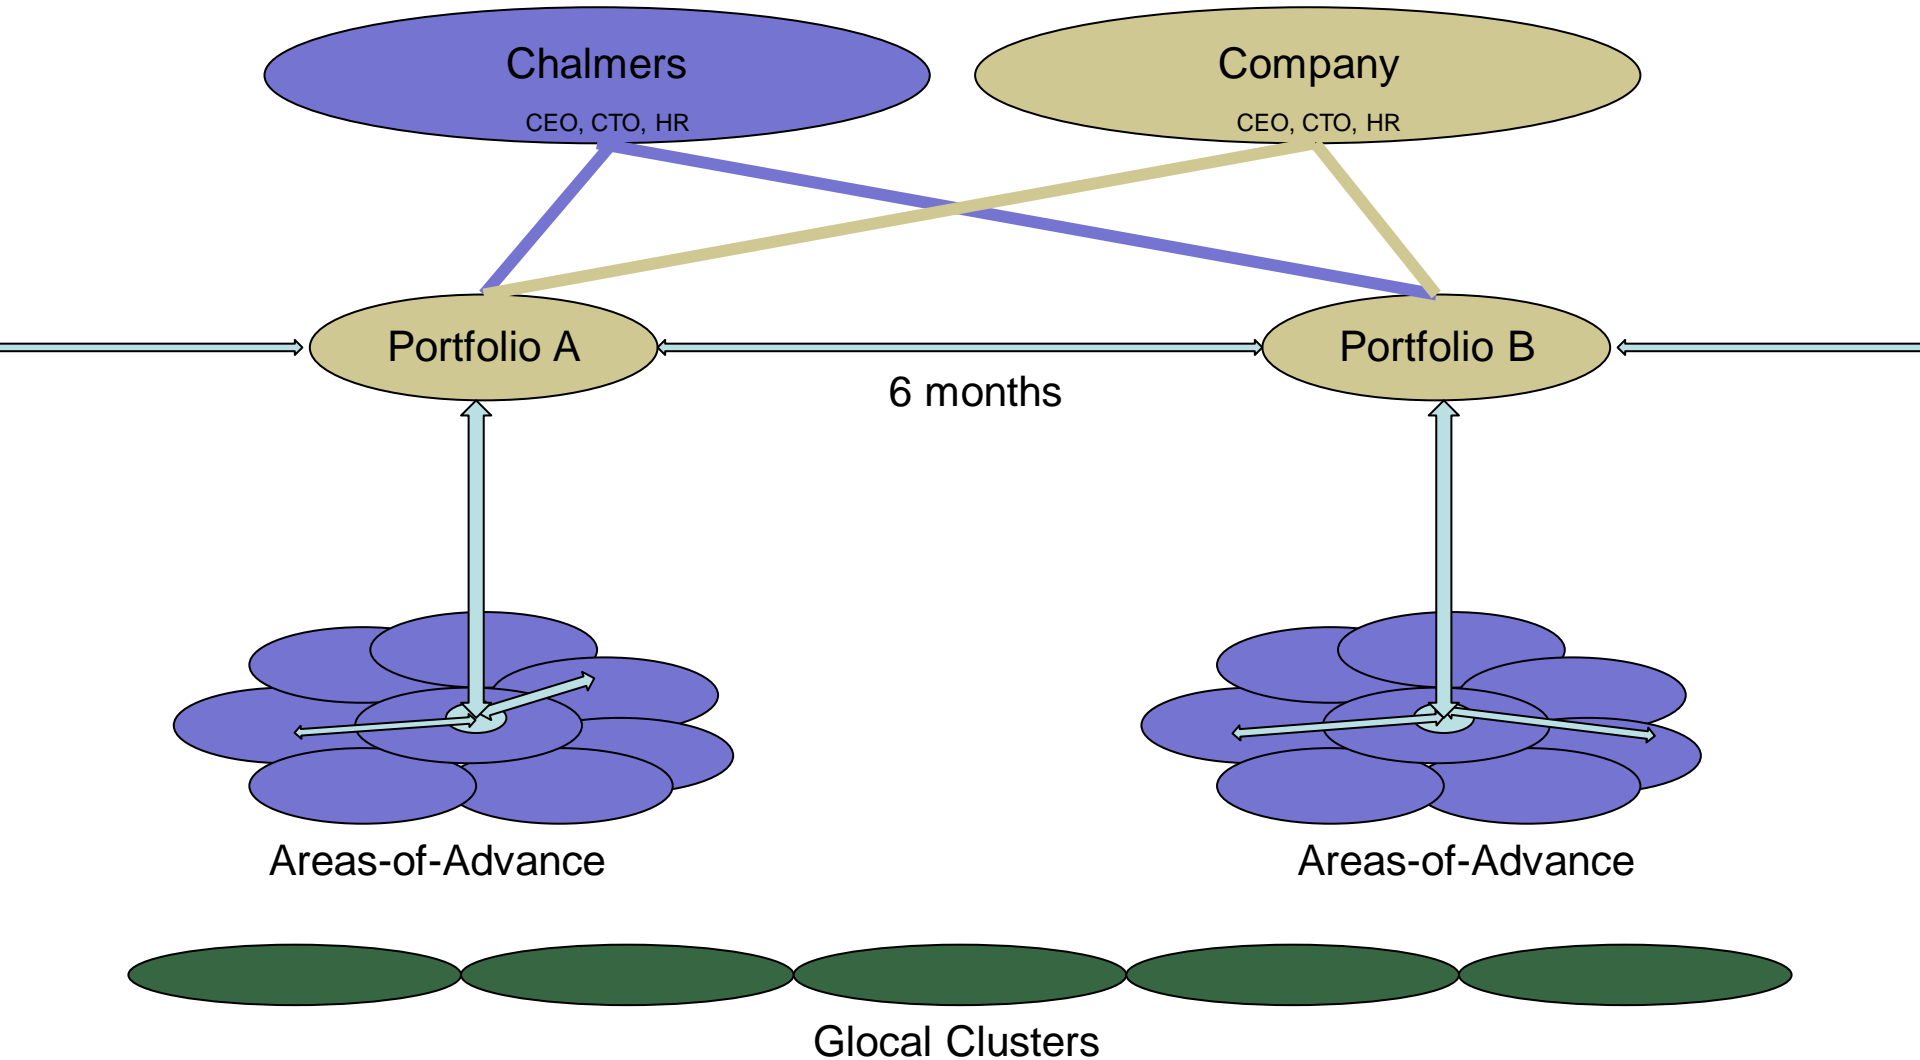 Chalmers
CEO, CTO, HR
Company
CEO, CTO, HR
Portfolio A
Portfolio B
6 months
Areas-of-Advance
Areas-of-Advance
Glocal Clusters